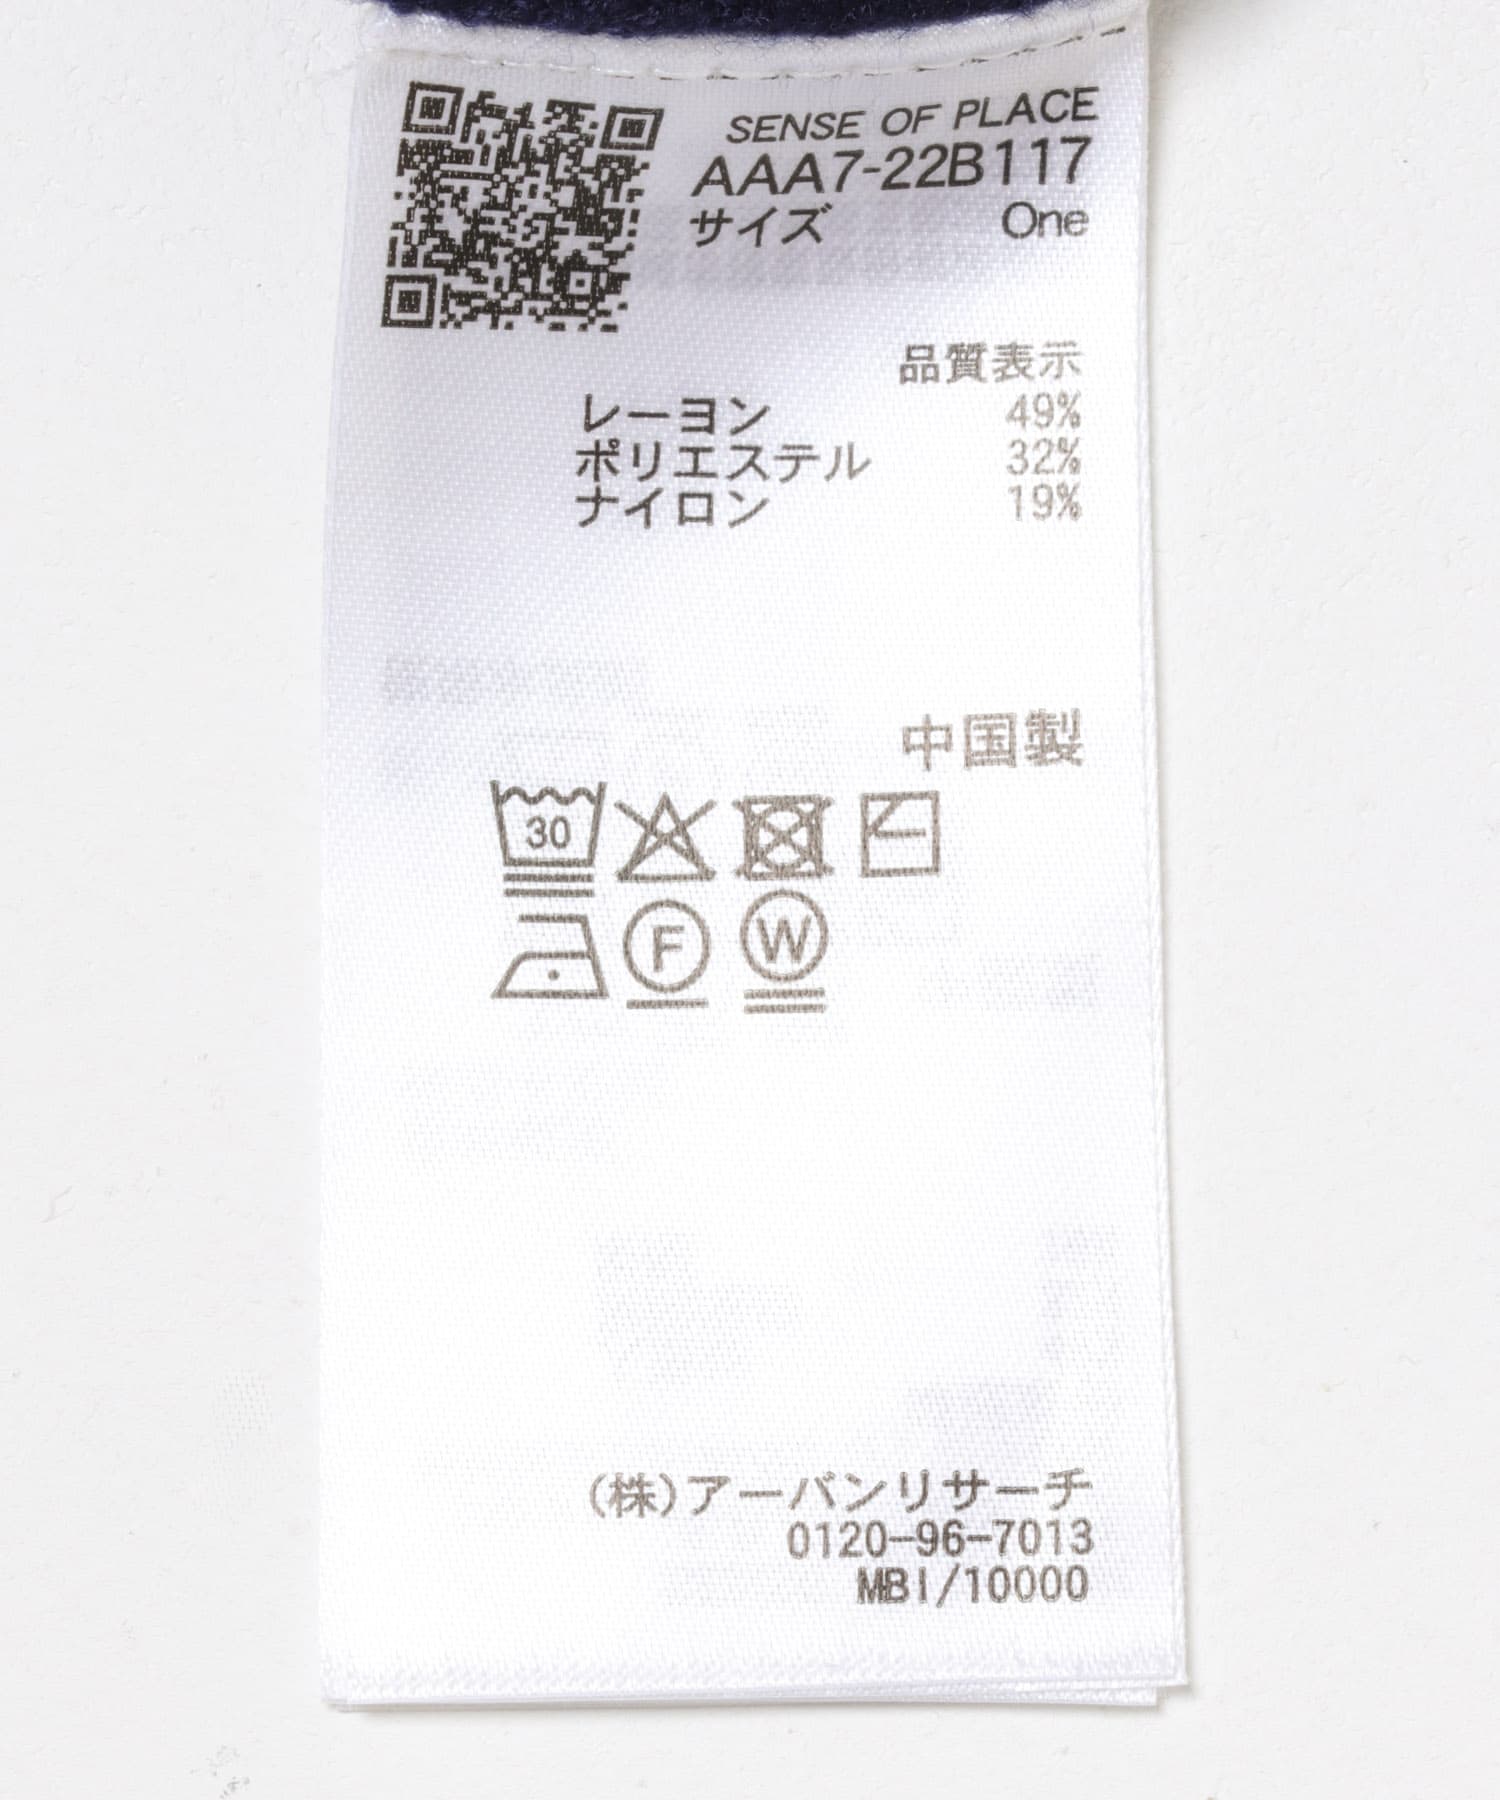 SENSE OF PLACE
AAA7-22B117
サイズ One
品質表示
レーヨン 49%
ポリエステル 32%
ナイロン 19%
中国製
30
F W
(株)アーバンリサーチ
0120-96-7013
MBI/10000